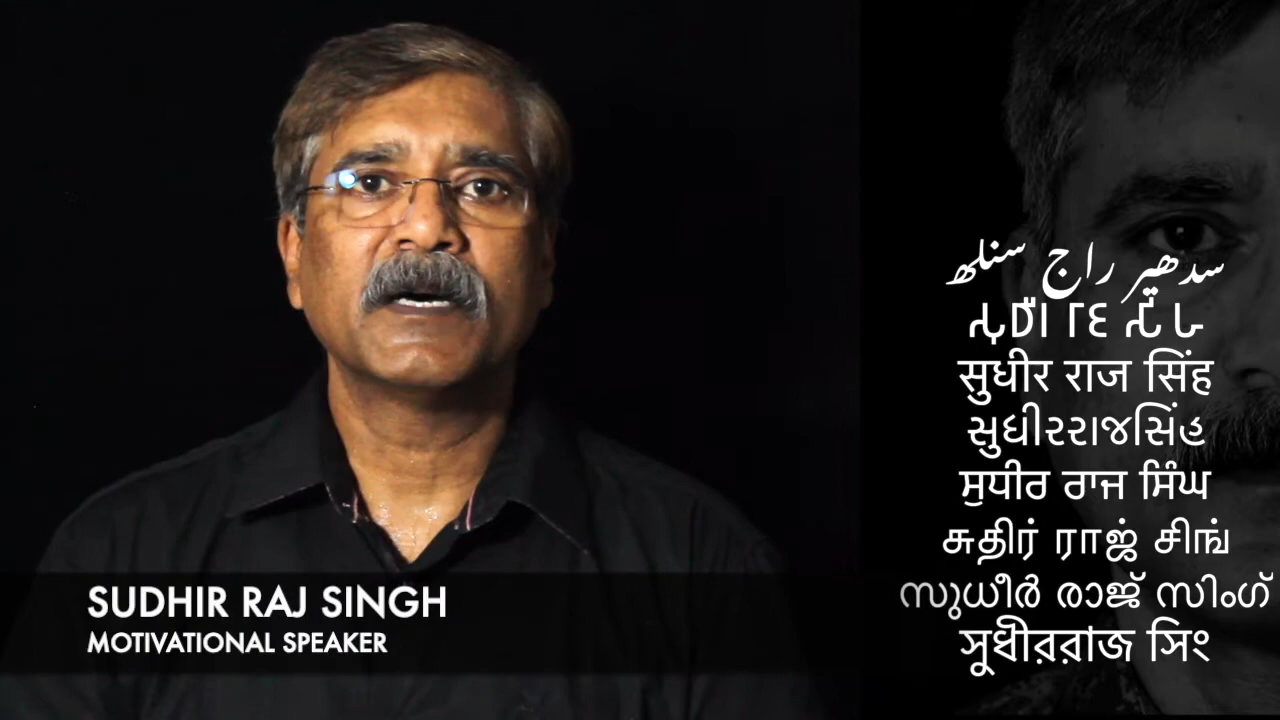 SUDHIR RAJ SINGH
MOTIVATIONAL SPEAKER
سدھیر راج سنلھ
सुधीर राज सिंह
સુધીરરાજસિંહ
ਸੁਧੀਰ ਰਾਜ ਸਿੰਘ
சுதிர் ராஜ் சிங்
സുധീർ രാജ് സിംഗ്
সুধীররাজ সিং